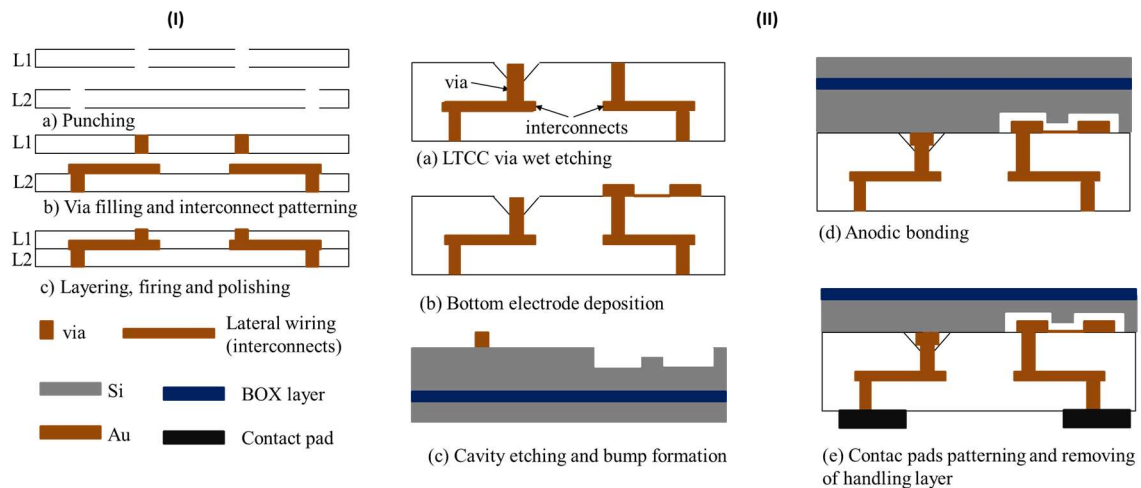 (I)
L1
L2
a) Punching
L1
L2
b) Via filling and interconnect patterning
L1
L2
c) Layering, firing and polishing
via
Lateral wiring
(interconnects)
Si
BOX layer
Au
Contact pad
(II)
via
interconnects
(a) LTCC via wet etching
(b) Bottom electrode deposition
(c) Cavity etching and bump formation
(d) Anodic bonding
(e) Contac pads patterning and removing
of handling layer